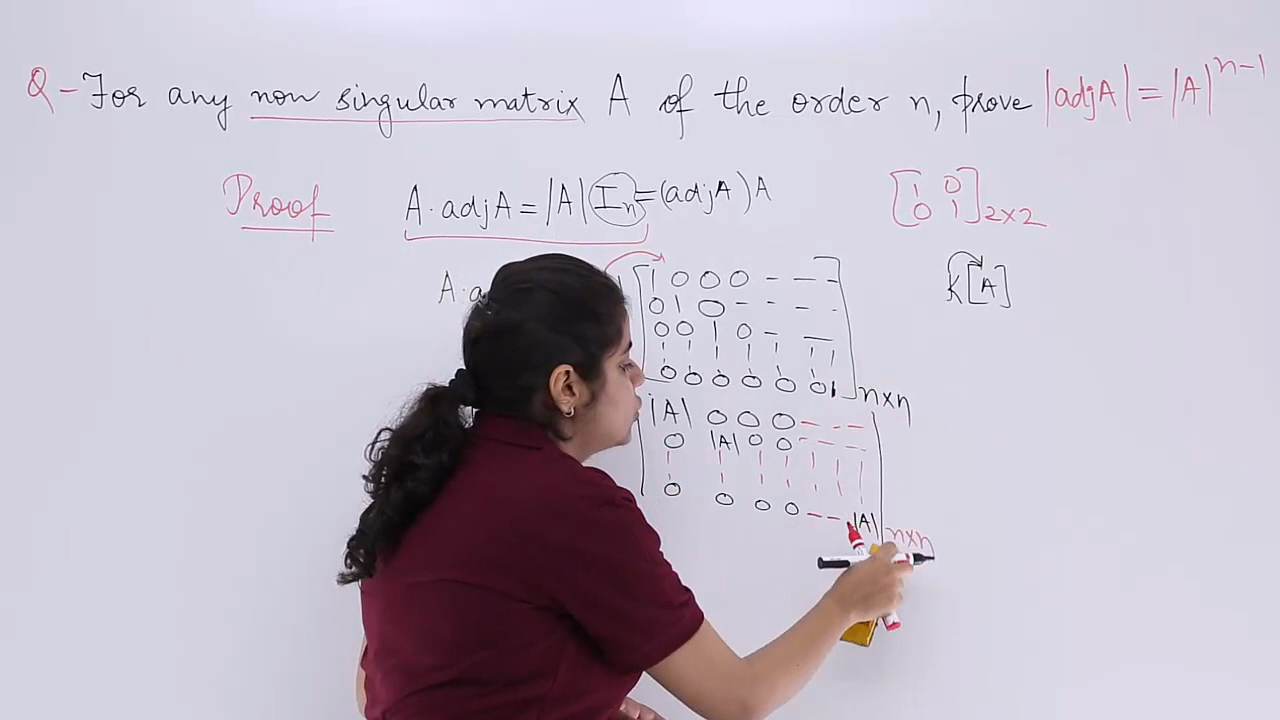 Q - For any non singular matrix A of the order n, prove |adjA| = |A|^n-1
Proof
A·adjA = |A| In = (adjA)A
[1 0
0 1]2x2
A·a
[1 0 0 0 - - -
0 1 0 - - - -
0 0 1 0 - -
0 0 0 0 0 0 1]n×n
K[A]
|A| 0 0 0 - - -
0 |A| 0 0 - - -
0 0 0 0 - - |A|
n×n